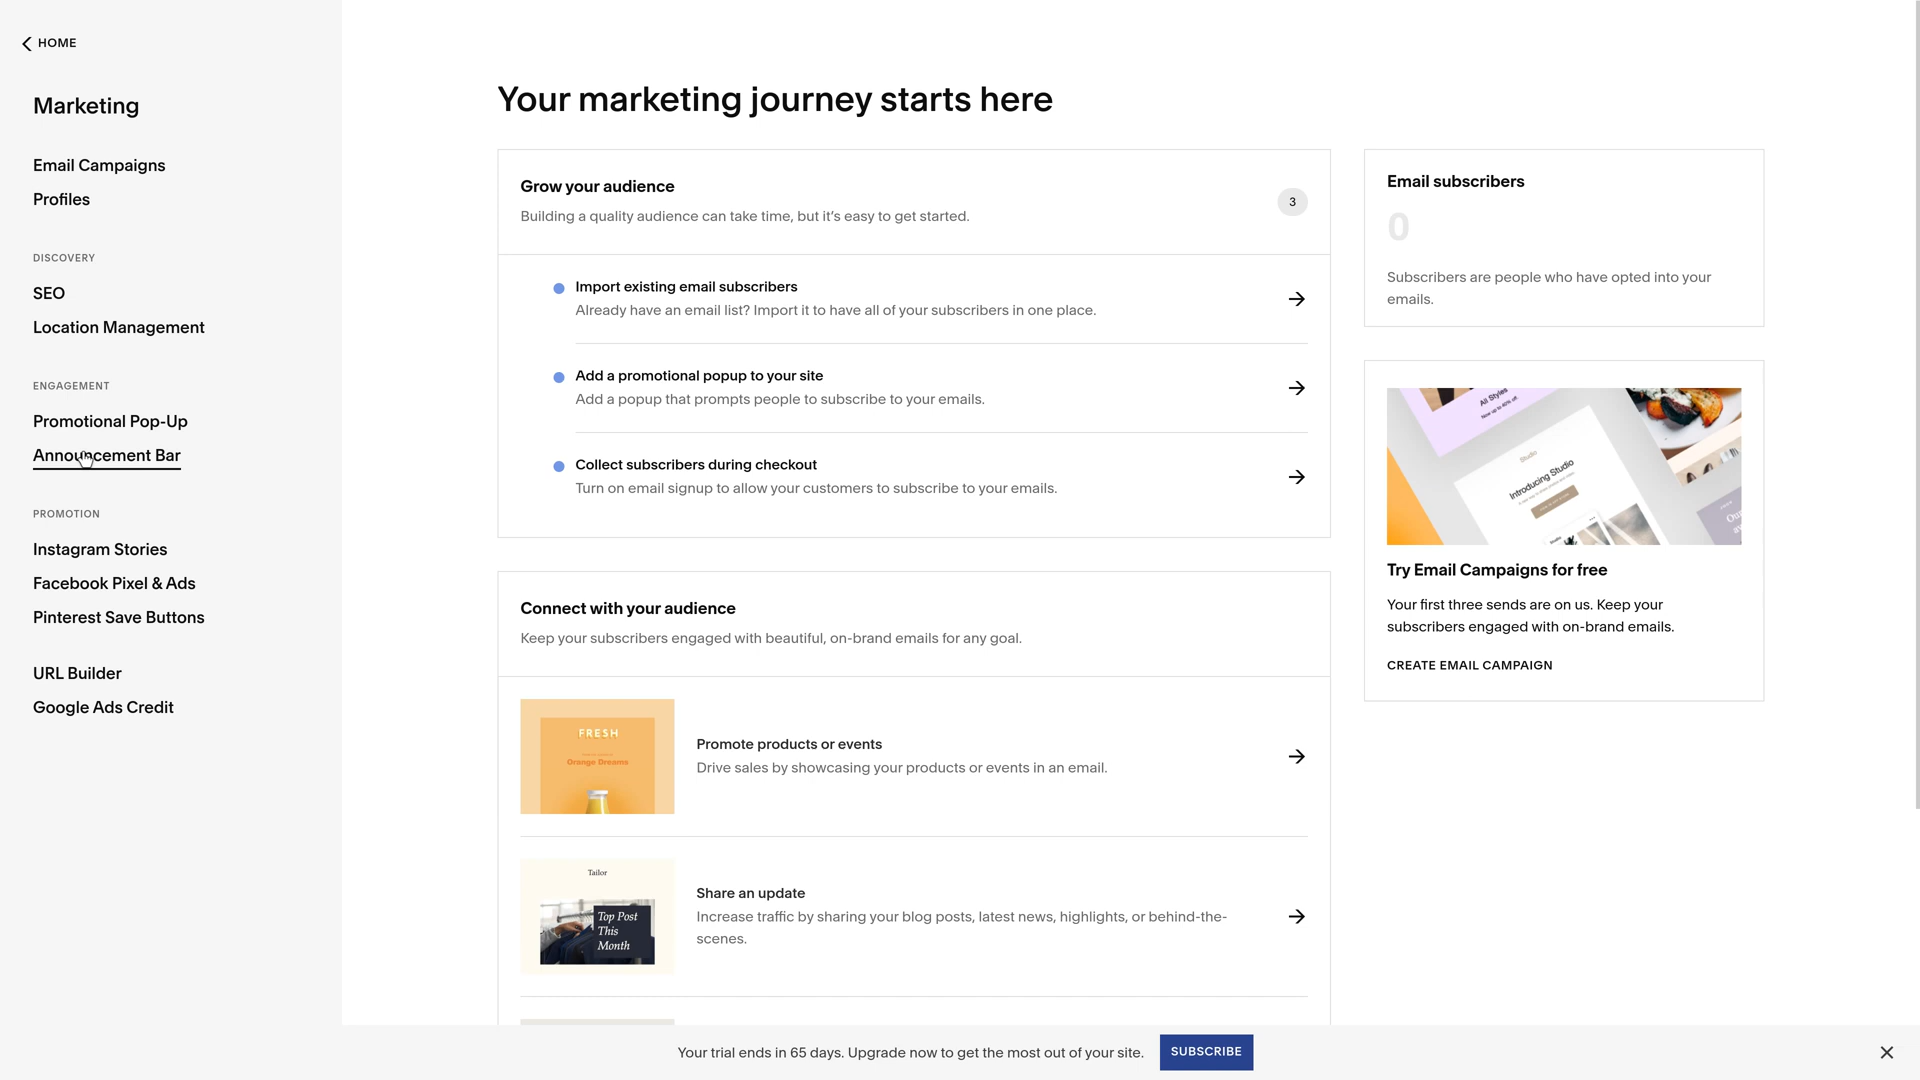 HOME
Marketing
Email Campaigns
Profiles
DISCOVERY
SEO
Location Management
ENGAGEMENT
Promotional Pop-Up
Announcement Bar
PROMOTION
Instagram Stories
Facebook Pixel & Ads
Pinterest Save Buttons
URL Builder
Google Ads Credit
Your marketing journey starts here
Grow your audience
Building a quality audience can take time, but it's easy to get started.
3
Import existing email subscribers
Already have an email list? Import it to have all of your subscribers in one place.
Add a promotional popup to your site
Add a popup that prompts people to subscribe to your emails.
Collect subscribers during checkout
Turn on email signup to allow your customers to subscribe to your emails.
Connect with your audience
Keep your subscribers engaged with beautiful, on-brand emails for any goal.
FRESH
Orange Dreams
Promote products or events
Drive sales by showcasing your products or events in an email.
Tailor
Top Post
This
Month
Share an update
Increase traffic by sharing your blog posts, latest news, highlights, or behind-the-
scenes.
Email subscribers
0
Subscribers are people who have opted into your
emails.
All Styles
Now up to 40% off.
Studio
Introducing Studio
Studio
Try Email Campaigns for free
Your first three sends are on us. Keep your
subscribers engaged with on-brand emails.
CREATE EMAIL CAMPAIGN
Your trial ends in 65 days. Upgrade now to get the most out of your site.
SUBSCRIBE